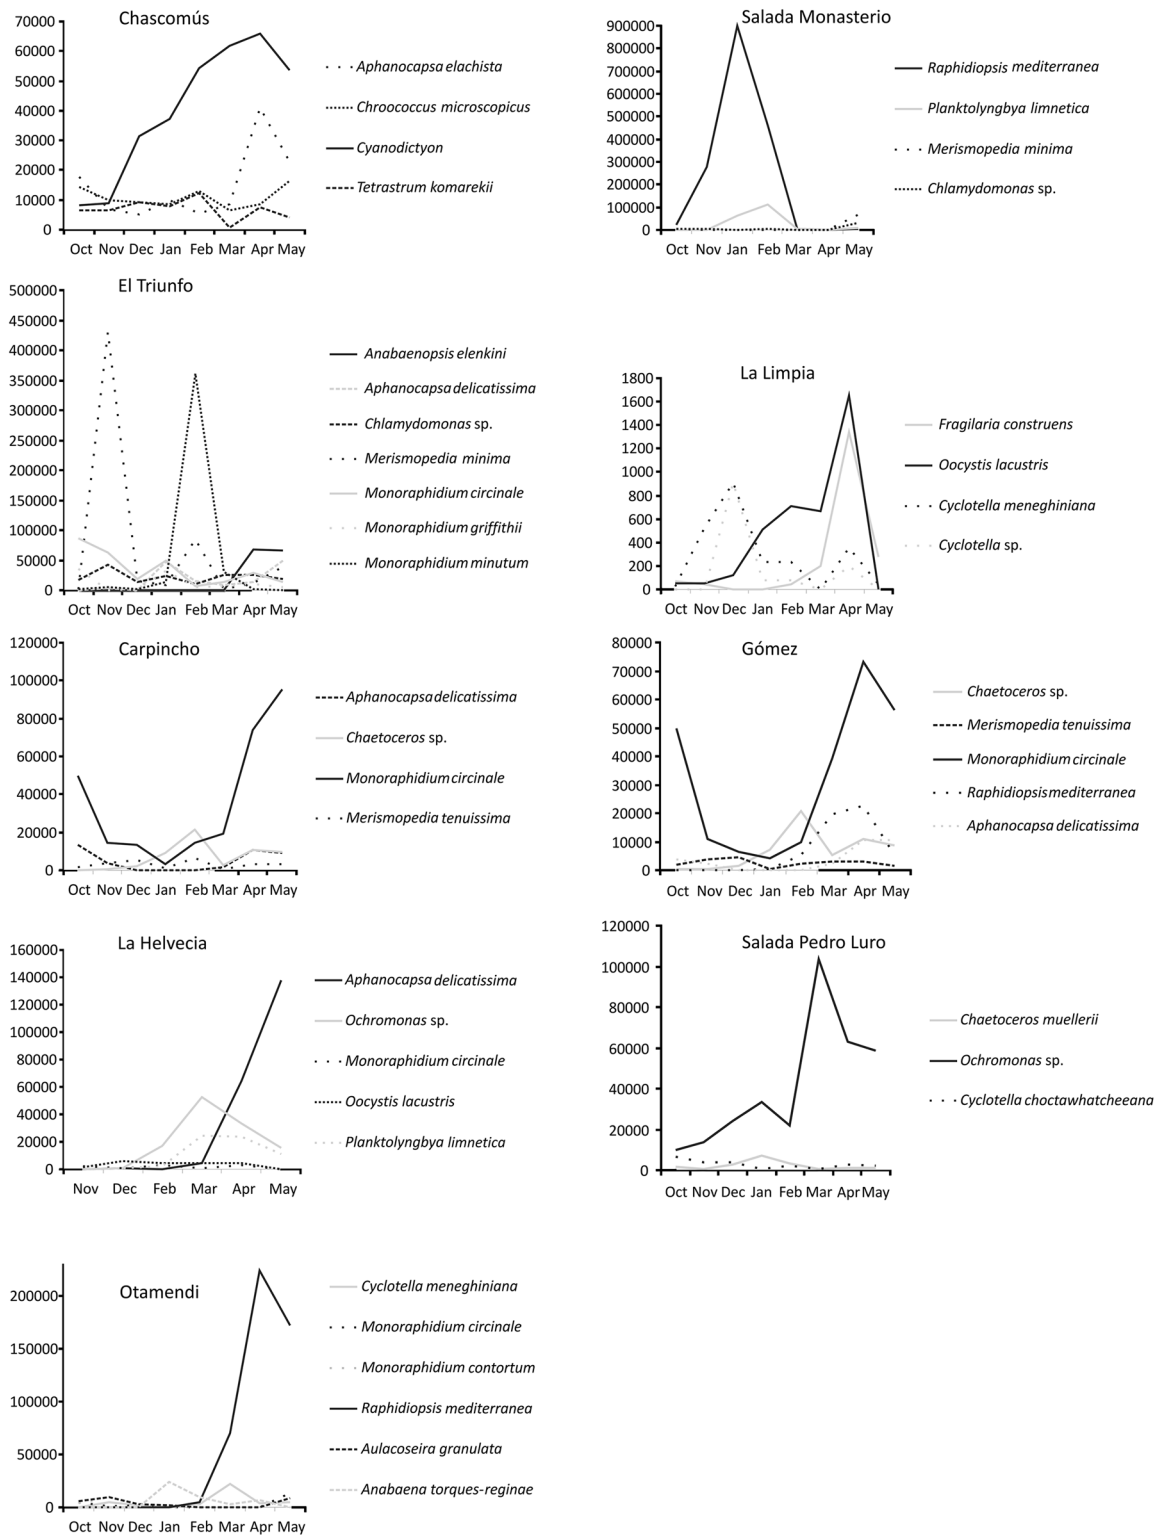 Chascomús
70000
60000
50000
40000
30000
20000
10000
0
Oct Nov Dec Jan Feb Mar Apr May
Aphanocapsa elachista
Chroococcus microscopicus
Cyanodictyon
Tetrastrum komarekii
Salada Monasterio
900000
800000
700000
600000
500000
400000
300000
200000
100000
0
Oct Nov Jan Feb Mar Apr May
Raphidiopsis mediterranea
Planktolyngbya limnetica
Merismopedia minima
Chlamydomonas sp.
El Triunfo
500000
450000
400000
350000
300000
250000
200000
150000
100000
50000
0
Oct Nov Dec Jan Feb Mar Apr May
Anabaenopsis elenkini
Aphanocapsa delicatissima
Chlamydomonas sp.
Merismopedia minima
Monoraphidium circinale
Monoraphidium griffithii
Monoraphidium minutum
La Limpia
1800
1600
1400
1200
1000
800
600
400
200
0
Oct Nov Dec Jan Feb Mar Apr May
Fragilaria construens
Oocystis lacustris
Cyclotella meneghiniana
Cyclotella sp.
Carpincho
120000
100000
80000
60000
40000
20000
0
Oct Nov Dec Jan Feb Mar Apr May
Aphanocapsa delicatissima
Chaetoceros sp.
Monoraphidium circinale
Merismopedia tenuissima
Gómez
80000
70000
60000
50000
40000
30000
20000
10000
0
Oct Nov Dec Jan Feb Mar Apr May
Chaetoceros sp.
Merismopedia tenuissima
Monoraphidium circinale
Raphidiopsis mediterranea
Aphanocapsa delicatissima
La Helvecia
160000
140000
120000
100000
80000
60000
40000
20000
0
Nov Dec Feb Mar Apr May
Aphanocapsa delicatissima
Ochromonas sp.
Monoraphidium circinale
Oocystis lacustris
Planktolyngbya limnetica
Salada Pedro Luro
120000
100000
80000
60000
40000
20000
0
Oct Nov Dec Jan Feb Mar Apr May
Chaetoceros muellerii
Ochromonas sp.
Cyclotella choctawhatcheeana
Otamendi
200000
150000
100000
50000
0
Oct Nov Dec Jan Feb Mar Apr May
Cyclotella meneghiniana
Monoraphidium circinale
Monoraphidium contortum
Raphidiopsis mediterranea
Aulacoseira granulata
Anabaena torques-reginae